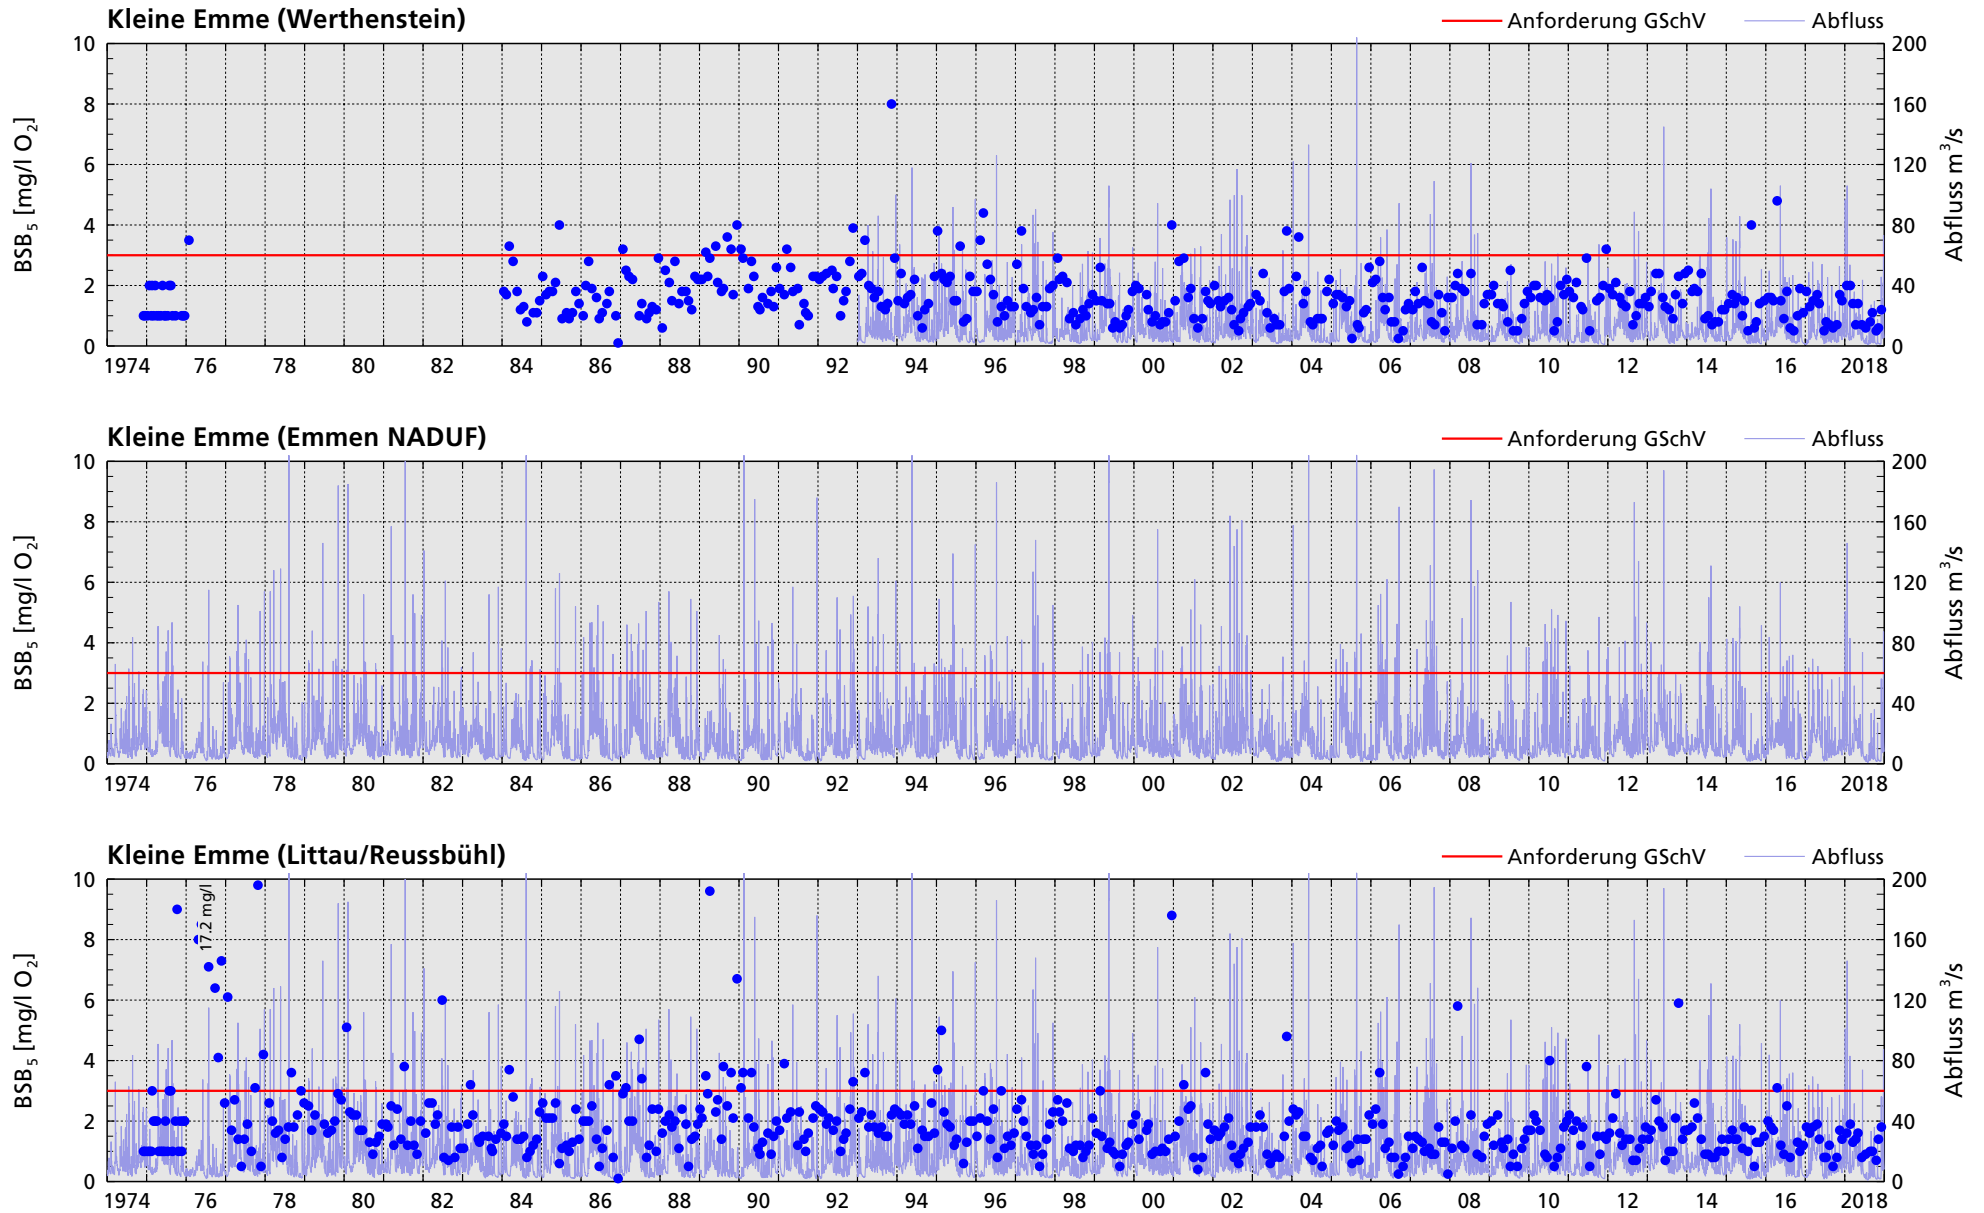 Kleine Emme (Werthenstein)
Anforderung GSchV
Abfluss
BSB₅ [mg/l O₂]
10
8
6
4
2
0
200
160
120
80
40
0
Abfluss m³/s
1974 76 78 80 82 84 86 88 90 92 94 96 98 00 02 04 06 08 10 12 14 16 2018
Kleine Emme (Emmen NADUF)
Anforderung GSchV
Abfluss
BSB₅ [mg/l O₂]
10
8
6
4
2
0
200
160
120
80
40
0
Abfluss m³/s
1974 76 78 80 82 84 86 88 90 92 94 96 98 00 02 04 06 08 10 12 14 16 2018
Kleine Emme (Littau/Reussbühl)
Anforderung GSchV
Abfluss
BSB₅ [mg/l O₂]
10
8
6
4
2
0
17.2 mg/l
200
160
120
80
40
0
Abfluss m³/s
1974 76 78 80 82 84 86 88 90 92 94 96 98 00 02 04 06 08 10 12 14 16 2018